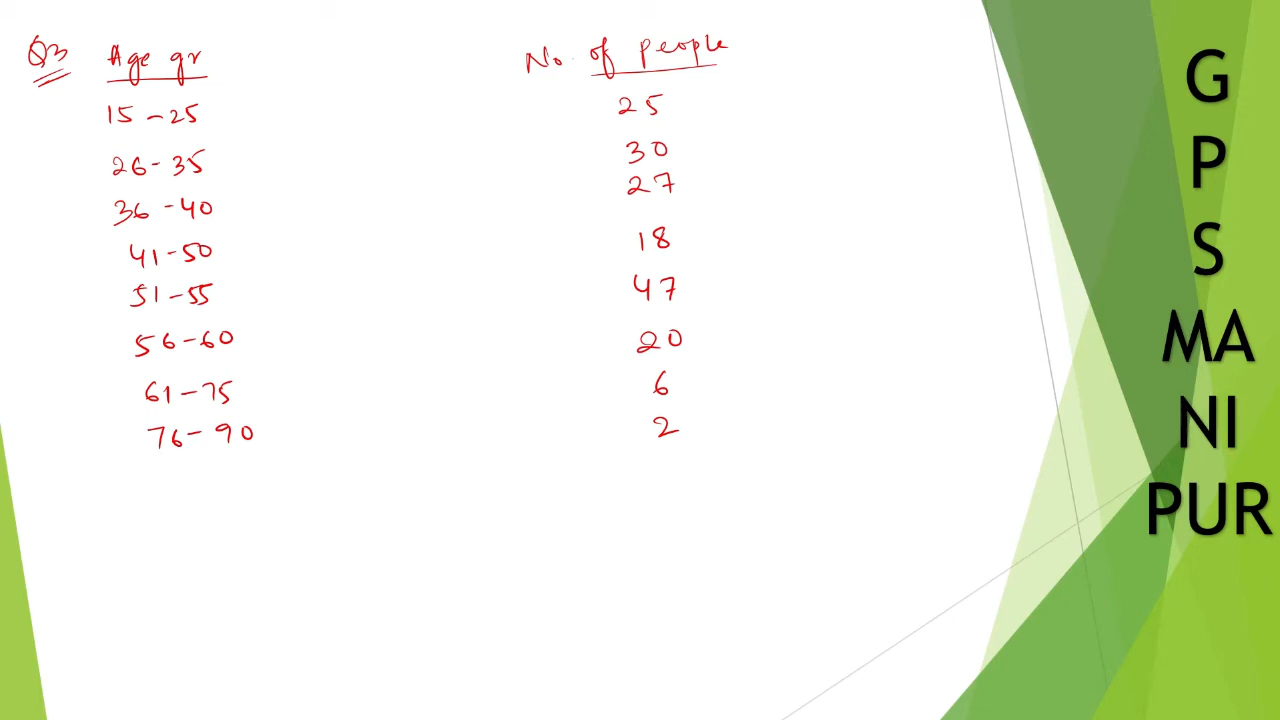 Q3 Age gr No. of people
15 - 25 25
26 - 35 30
36 - 40 27
41 - 50 18
51 - 55 47
56 - 60 20
61 - 75 6
76 - 90 2
G
P
S
MA
NI
PUR